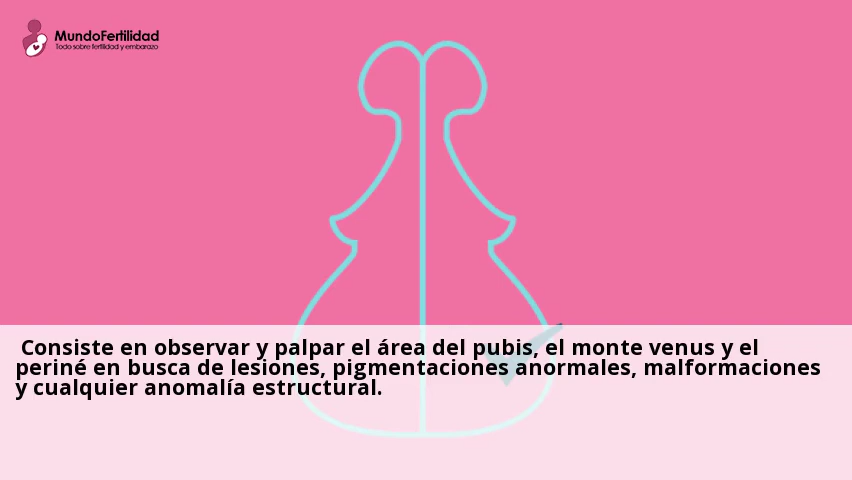 MundoFertilidad
Todo sobre fertilidad y embarazo
Consiste en observar y palpar el área del pubis, el monte venus y el
periné en busca de lesiones, pigmentaciones anormales, malformaciones
y cualquier anomalía estructural.